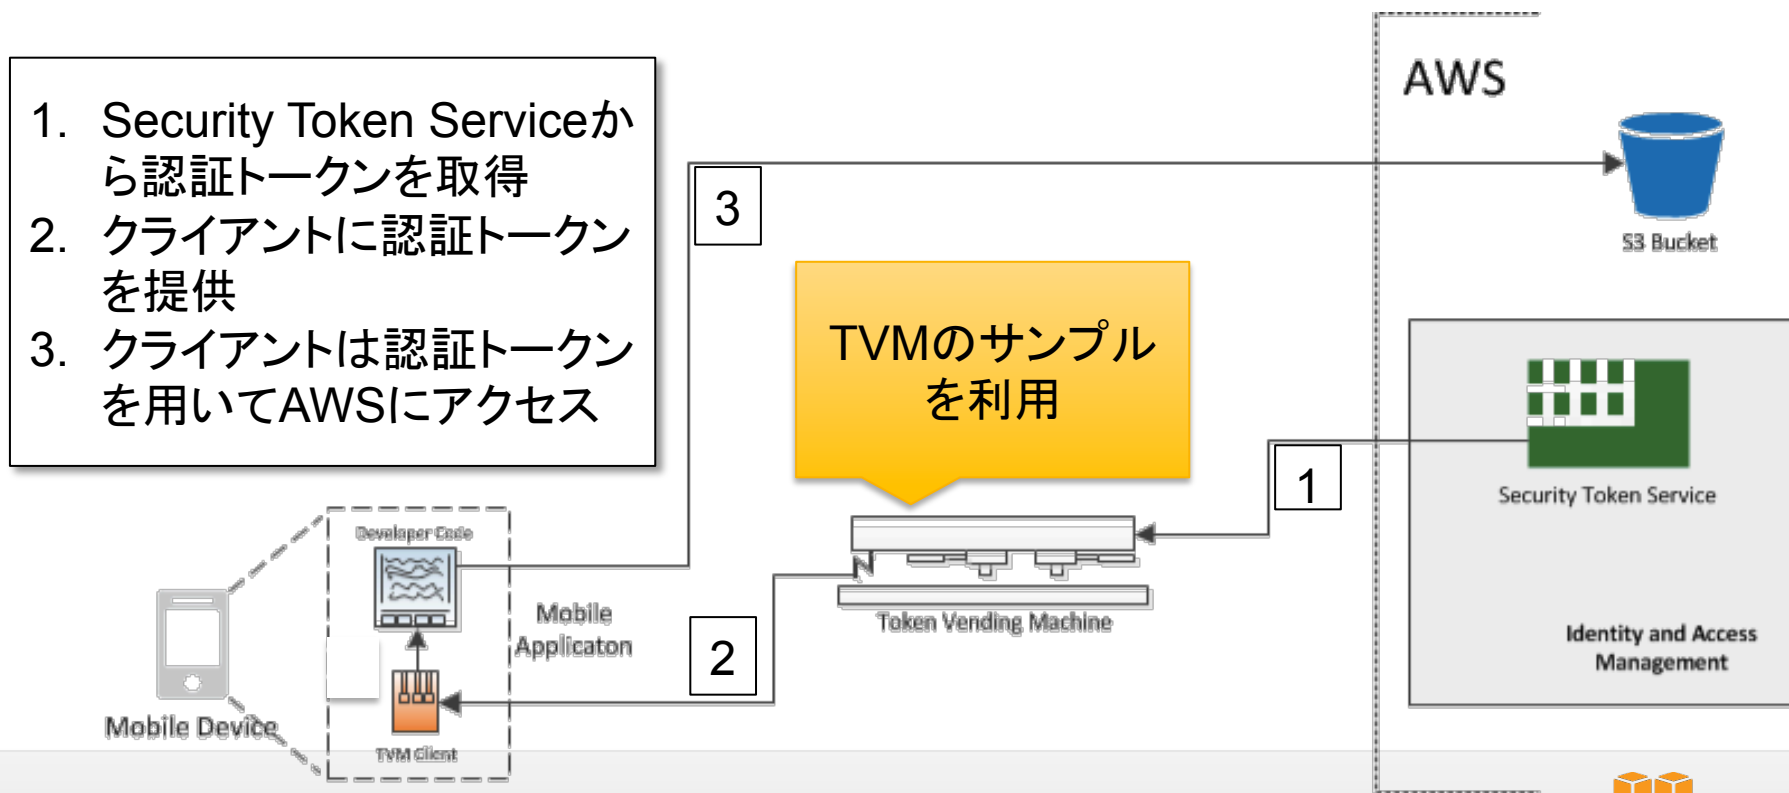 1. Security Token Serviceか
ら認証トークンを取得
2. クライアントに認証トークン
を提供
3. クライアントは認証トークン
を用いてAWSにアクセス
AWS
3
S3 Bucket
TVMのサンプル
を利用
1
Security Token Service
Developer Code
Mobile
Applicaton
Token Vending Machine
2
Identity and Access
Management
Mobile Device
TVM Client